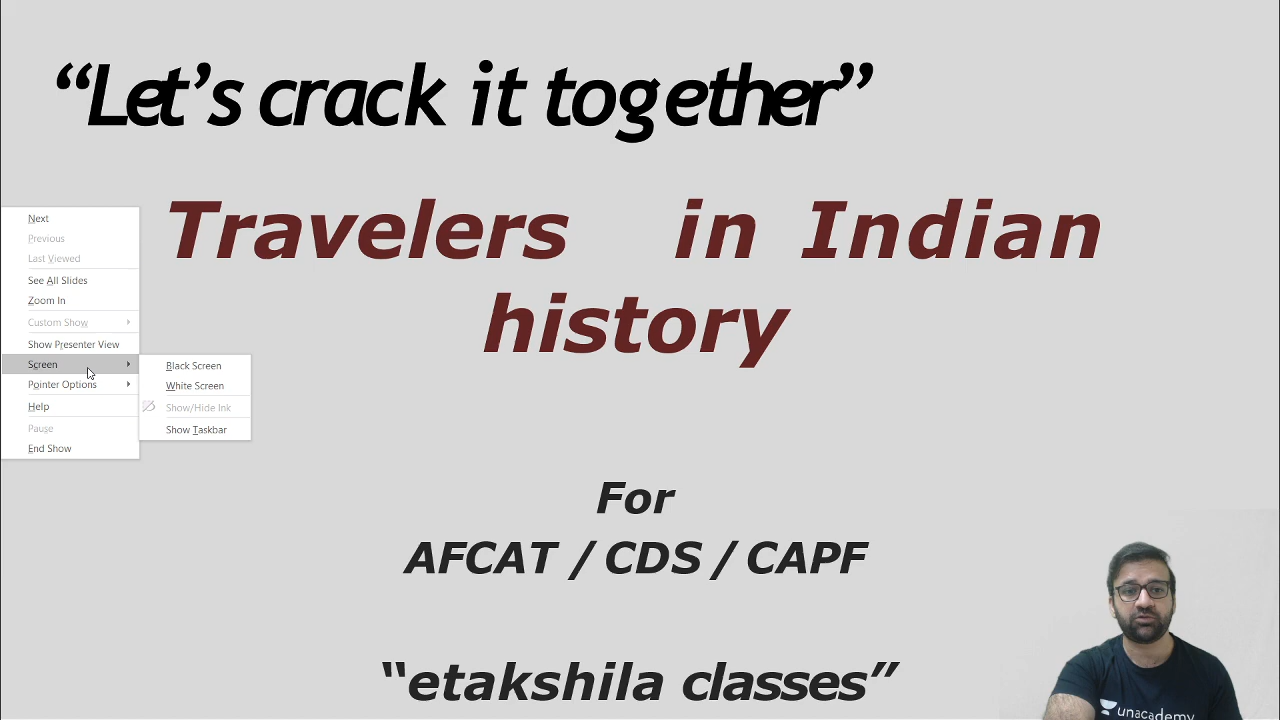 “Let’s crack it together”
Travelers in Indian
history
Next
Previous
Last Viewed
See All Slides
Zoom In
Custom Show
Show Presenter View
Screen
Pointer Options
Help
Pause
End Show
Black Screen
White Screen
Show/Hide Ink
Show Taskbar
For
AFCAT / CDS / CAPF
“etakshila classes”
unacademy